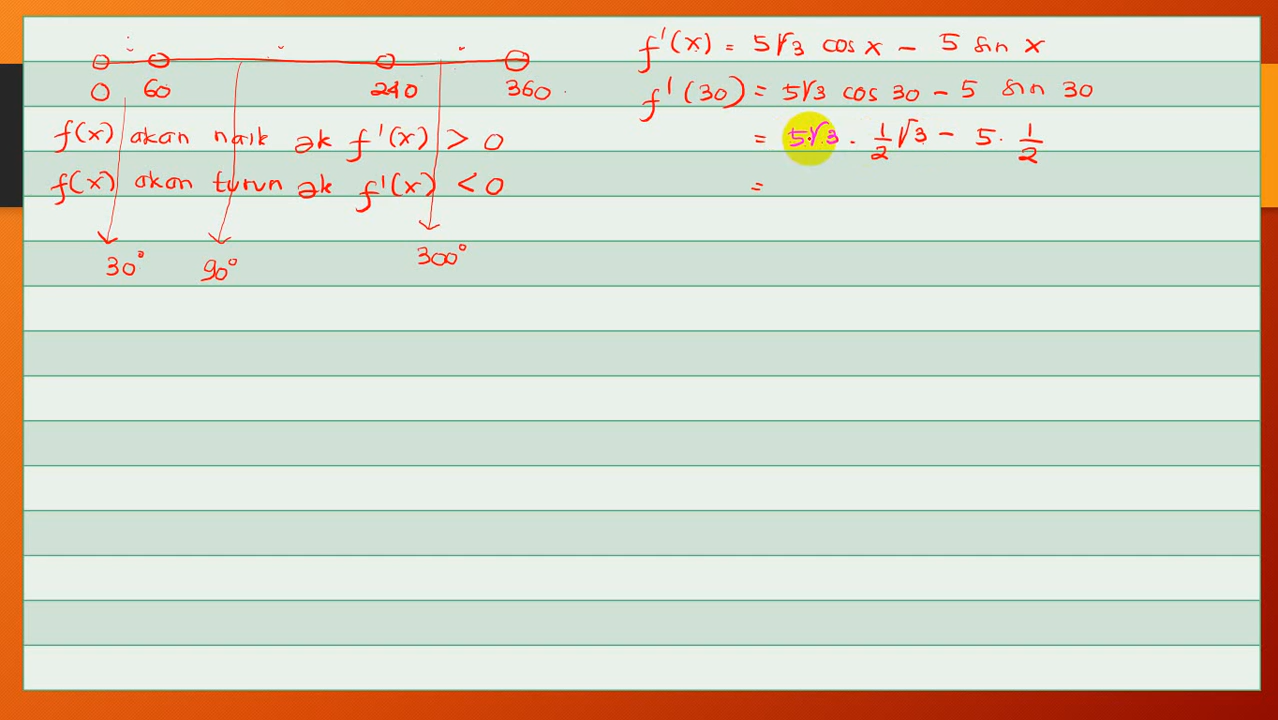 0 60 240 360
f(x) akan naik jk f'(x) > 0
f(x) akan turun jk f'(x) < 0
30° 90° 300°
f'(x) = 5√3 cos x - 5 sin x
f'(30) = 5√3 cos 30 - 5 sin 30
= 5√3 . 1/2 √3 - 5 . 1/2
=